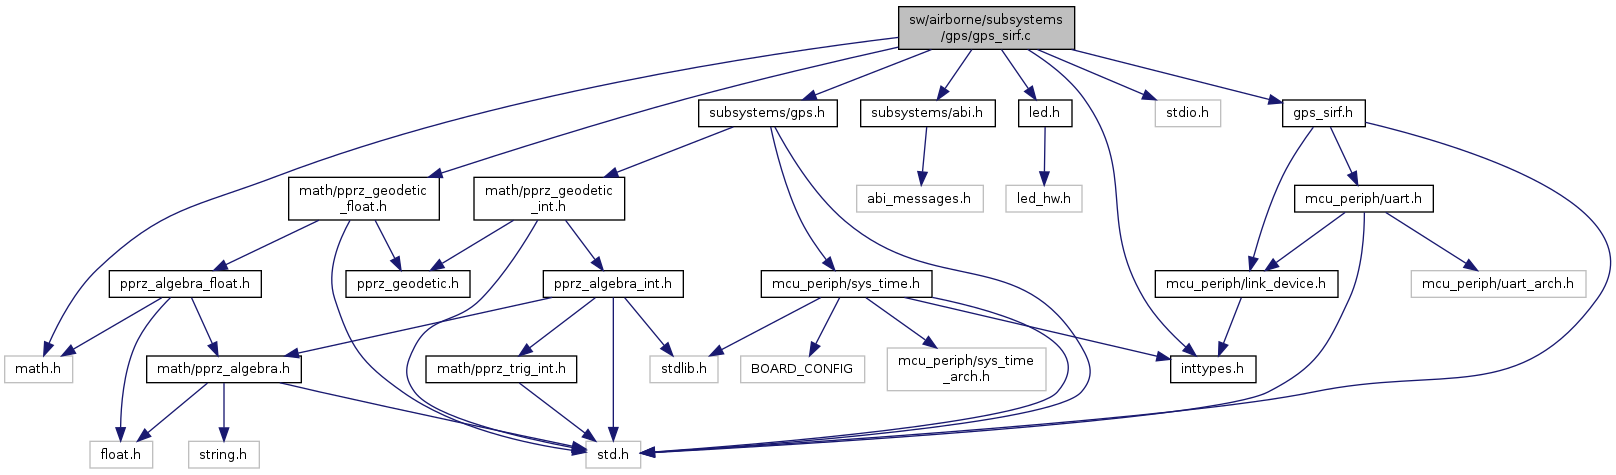 sw/airborne/subsystems
/gps/gps_sirf.c
subsystems/gps.h
subsystems/abi.h
led.h
stdio.h
gps_sirf.h
math/pprz_geodetic
_float.h
math/pprz_geodetic
_int.h
abi_messages.h
led_hw.h
mcu_periph/uart.h
pprz_algebra_float.h
pprz_geodetic.h
pprz_algebra_int.h
mcu_periph/sys_time.h
mcu_periph/link_device.h
mcu_periph/uart_arch.h
math.h
math/pprz_algebra.h
math/pprz_trig_int.h
stdlib.h
BOARD_CONFIG
mcu_periph/sys_time
_arch.h
inttypes.h
float.h
string.h
std.h